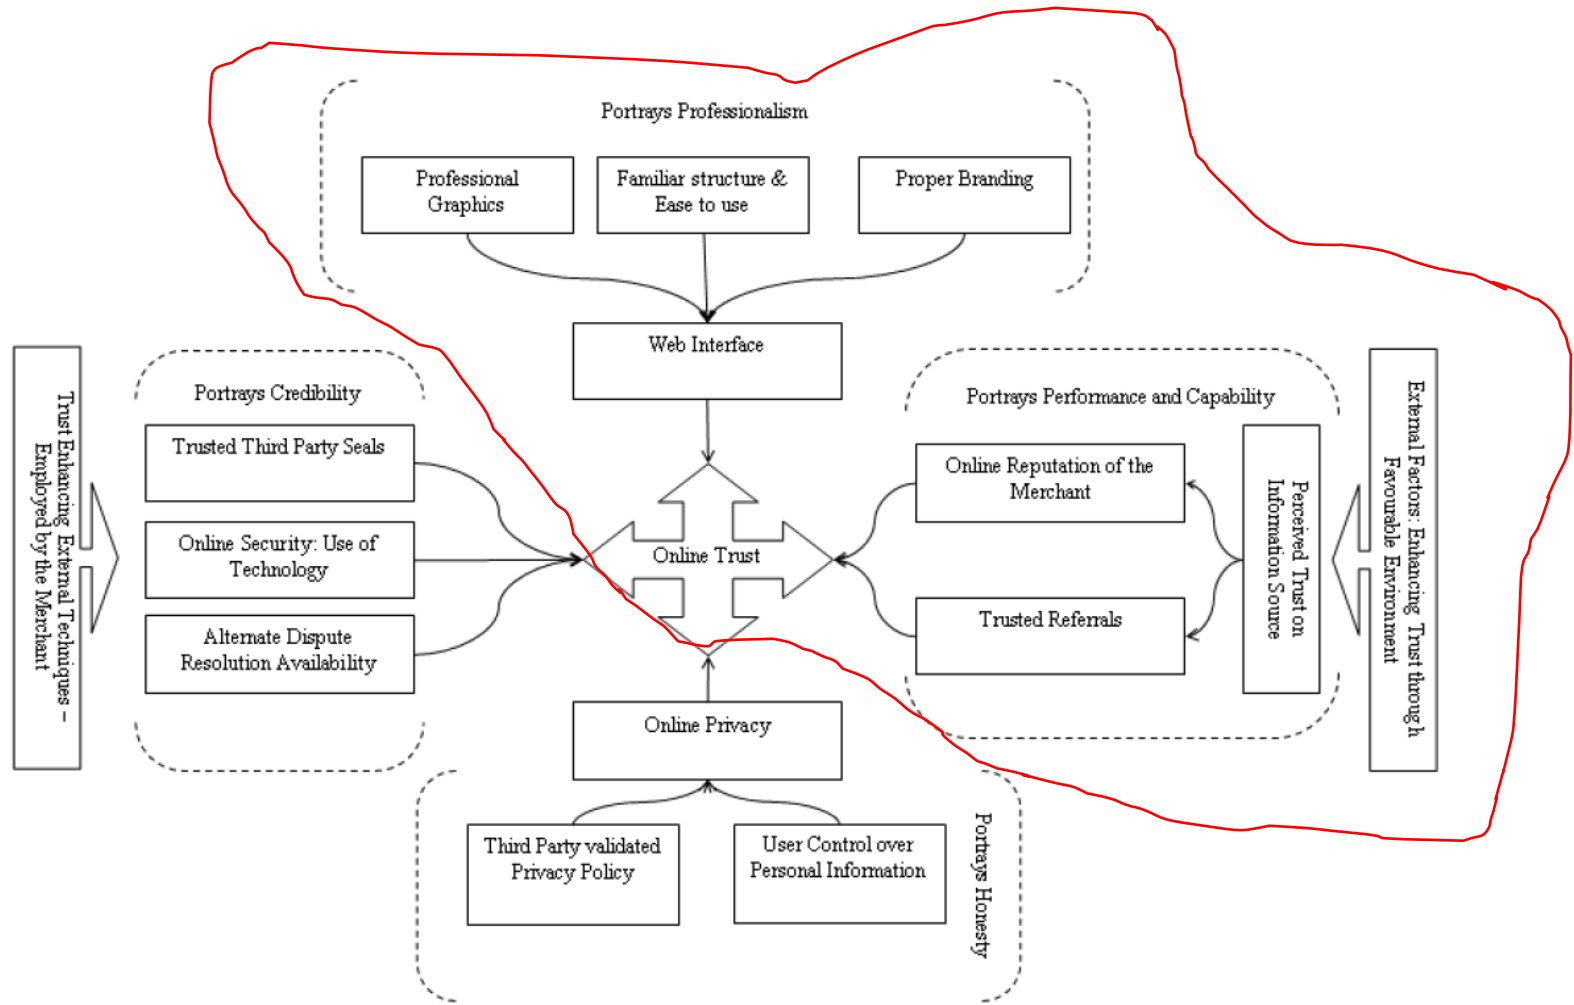 Portrays Professionalism
Professional
Graphics
Familiar structure &
Ease to use
Proper Branding
Web Interface
Trust Enhancing External Techniques –
Employed by the Merchant
Portrays Credibility
Trusted Third Party Seals
Online Security: Use of
Technology
Alternate Dispute
Resolution Availability
Online Trust
Portrays Performance and Capability
Online Reputation of the
Merchant
Trusted Referrals
Perceived Trust on
Information Source
External Factors: Enhancing Trust through
Favourable Environment
Online Privacy
Third Party validated
Privacy Policy
User Control over
Personal Information
Portrays Honesty